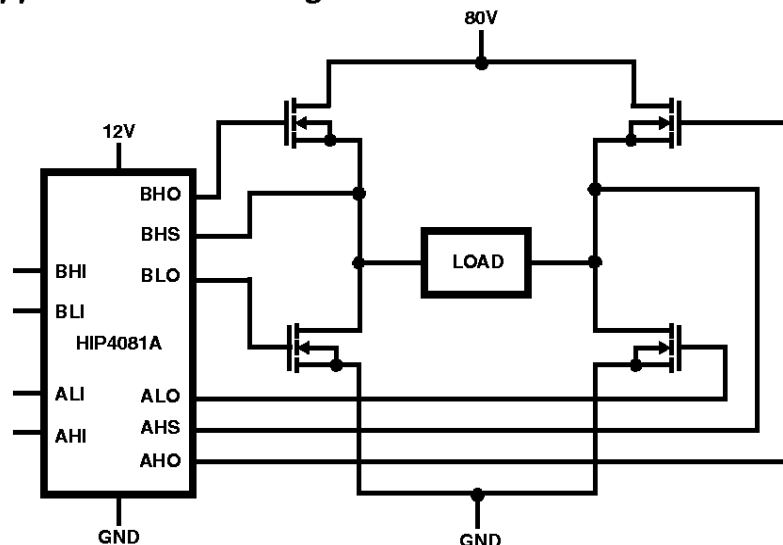 80V
12V
BHO
BHS
BLO
BHI
BLI
HIP4081A
ALI
AHI
ALO
AHS
AHO
LOAD
GND
GND